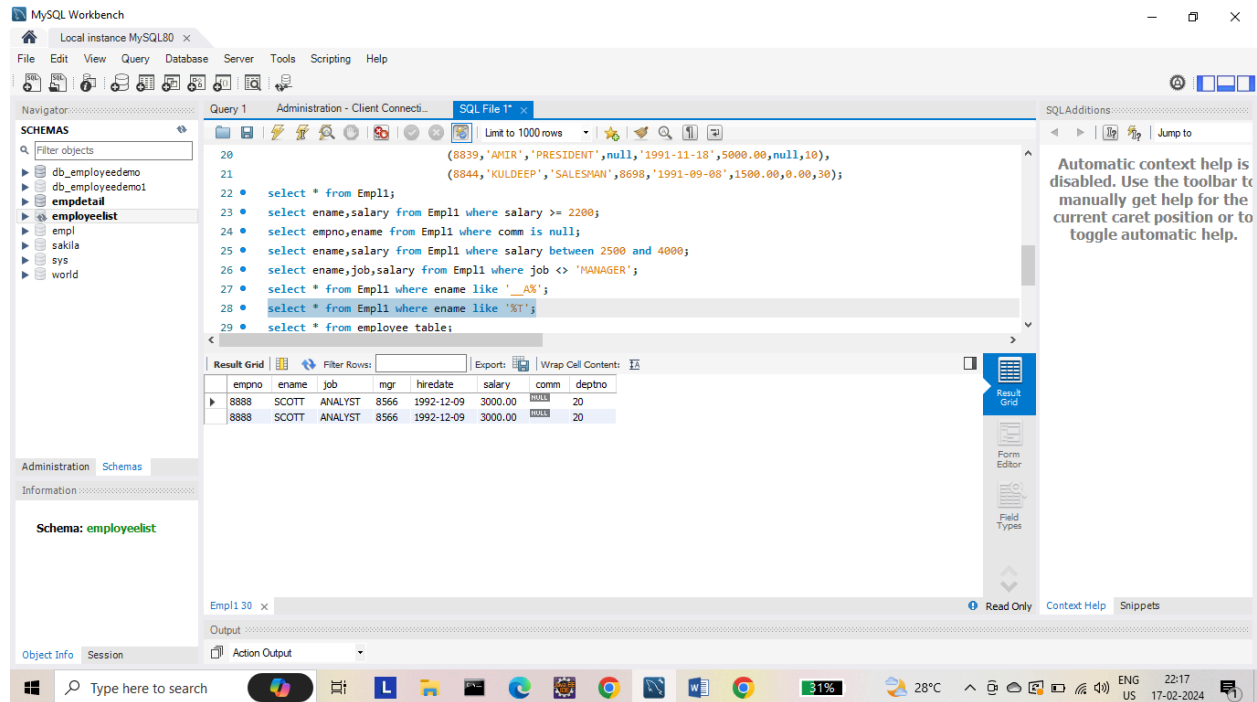 MySQL Workbench
Local instance MySQL80
File Edit View Query Database Server Tools Scripting Help
Navigator
SCHEMAS
Filter objects
db_employeedemo
db_employeedemo1
empdetail
employeelist
empl
sakila
sys
world
Administration Schemas
Information
Schema: employeelist
Object Info Session
Query 1 Administration - Client Connecti... SQL File 1*
Limit to 1000 rows
20 (8839,'AMIR','PRESIDENT',null,'1991-11-18',5000.00,null,10),
21 (8844,'KULDEEP','SALESMAN',8698,'1991-09-08',1500.00,0.00,30);
22 select * from Empl1;
23 select ename,salary from Empl1 where salary >= 2200;
24 select empno,ename from Empl1 where comm is null;
25 select ename,salary from Empl1 where salary between 2500 and 4000;
26 select ename,job,salary from Empl1 where job <> 'MANAGER';
27 select * from Empl1 where ename like '__A%';
28 select * from Empl1 where ename like '%T';
29 select * from employee_table;
Result Grid Filter Rows: Export: Wrap Cell Content:
empno ename job mgr hiredate salary comm deptno
8888 SCOTT ANALYST 8566 1992-12-09 3000.00 NULL 20
8888 SCOTT ANALYST 8566 1992-12-09 3000.00 NULL 20
Result Grid
Form Editor
Field Types
Empl1 30
Read Only
Output
Action Output
SQLAdditions
Jump to
Automatic context help is
disabled. Use the toolbar to
manually get help for the
current caret position or to
toggle automatic help.
Context Help Snippets
Type here to search
31%
28°C
ENG
US
22:17
17-02-2024